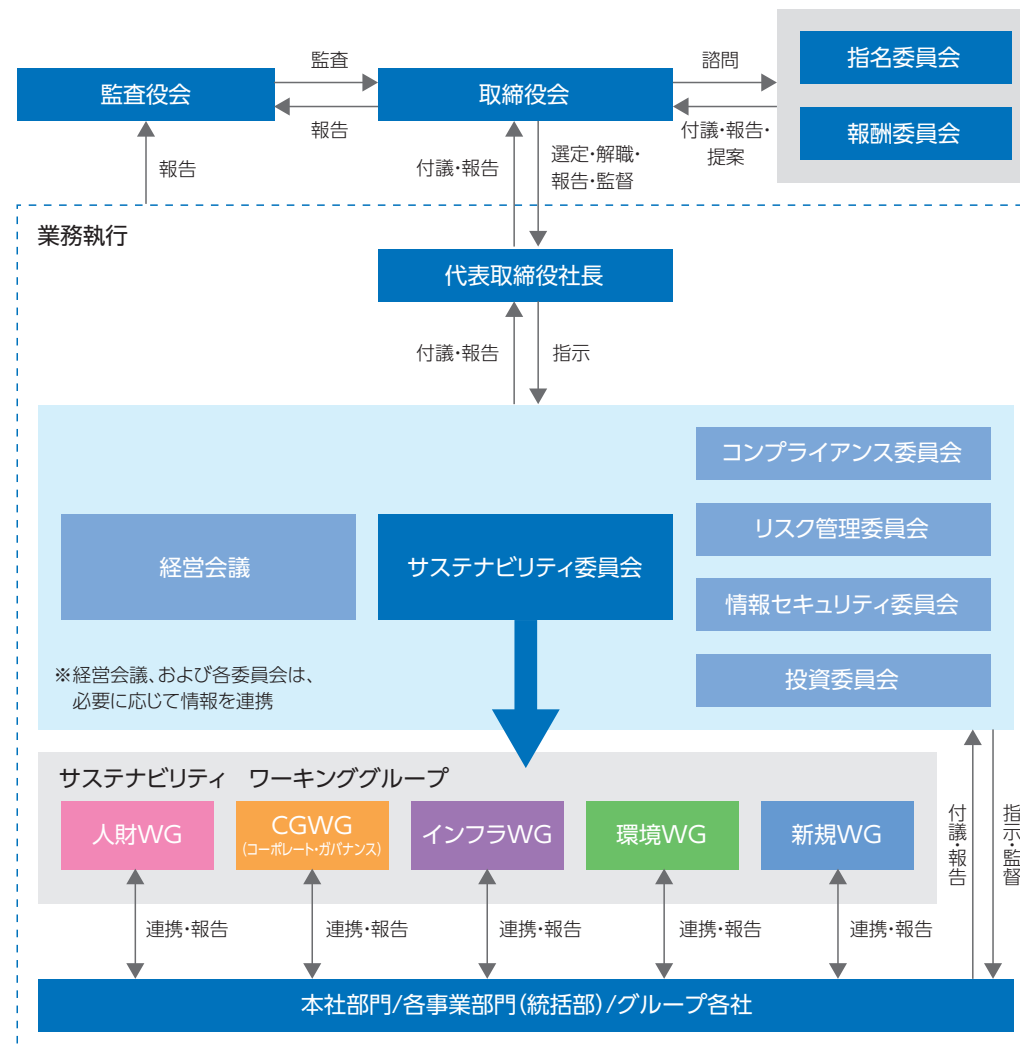 監査役会
監査
報告
取締役会
諮問
付議・報告・
提案
指名委員会
報酬委員会
報告
付議・報告
選定・解職・
報告・監督
業務執行
代表取締役社長
付議・報告
指示
経営会議
サステナビリティ委員会
コンプライアンス委員会
リスク管理委員会
情報セキュリティ委員会
投資委員会
※経営会議、および各委員会は、
必要に応じて情報を連携
サステナビリティ ワーキンググループ
人財WG
CGWG
(コーポレート・ガバナンス)
インフラWG
環境WG
新規WG
付議・報告
指示・監督
連携・報告
連携・報告
連携・報告
連携・報告
連携・報告
本社部門/各事業部門(統括部)/グループ各社